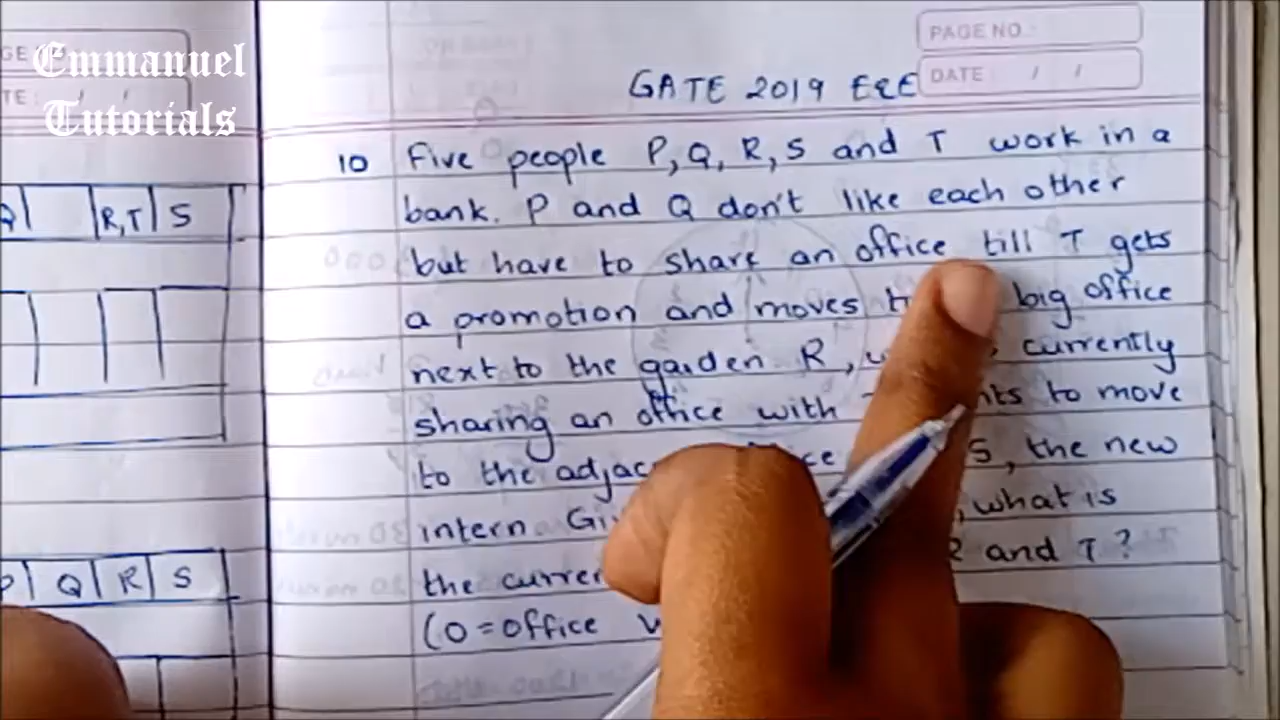 Emmanuel
Tutorials
GE
TE: / /
PAGE NO.:
DATE: / /
GATE 2019 E&E
10 Five people P, Q, R, S and T work in a
bank. P and Q don't like each other
but have to share an office till T gets
a promotion and moves big office
next to the garden R, currently
sharing an office with to move
to the S, the new
intern. what is
the and T?
(O = office
Q R,T S
P Q R S